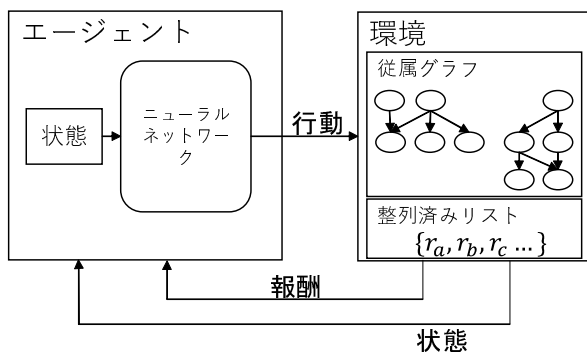 エージェント
環境
従属グラフ
ニューラル
ネットワー
ク
状態
行動
整列済みリスト
{r_a, r_b, r_c ...}
報酬
状態